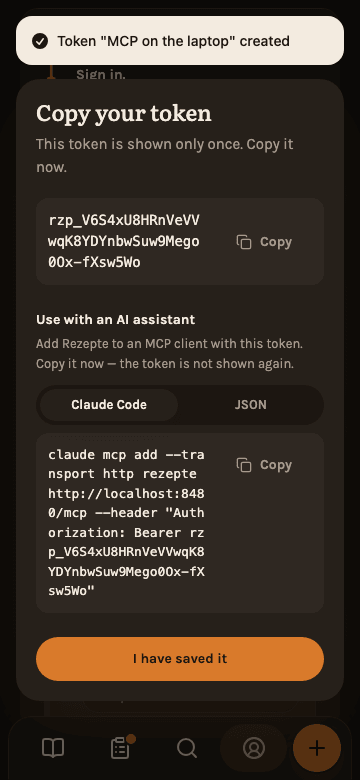 Token "MCP on the laptop" created
Sign in.
Copy your token
This token is shown only once. Copy it
now.
rzp_V6S4xU8HRnVeVV
wqK8YDYnbwSuw9Mego
0Ox-fXsw5Wo
Copy
Use with an AI assistant
Add Rezepte to an MCP client with this token.
Copy it now — the token is not shown again.
Claude Code
JSON
claude mcp add --tra
nsport http rezepte
http://localhost:848
0/mcp --header "Auth
orization: Bearer rz
p_V6S4xU8HRnVeVVwqK8
YDYnbwSuw9Mego0Ox-fX
sw5Wo"
Copy
I have saved it